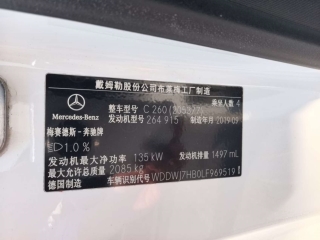 戴姆勒股份公司布莱梅工厂制造
Mercedes-Benz
整车型号 C 260 (205377) 乘坐人数 4
发动机型号 264 915 制造年月 2019.09
梅赛德斯-奔驰牌
1.0 %
发动机最大净功率 135 kW 发动机排量 1497 mL
最大允许总质量 2085 kg
德国制造 车辆识别代号 WDDWJ7HB0LF969519